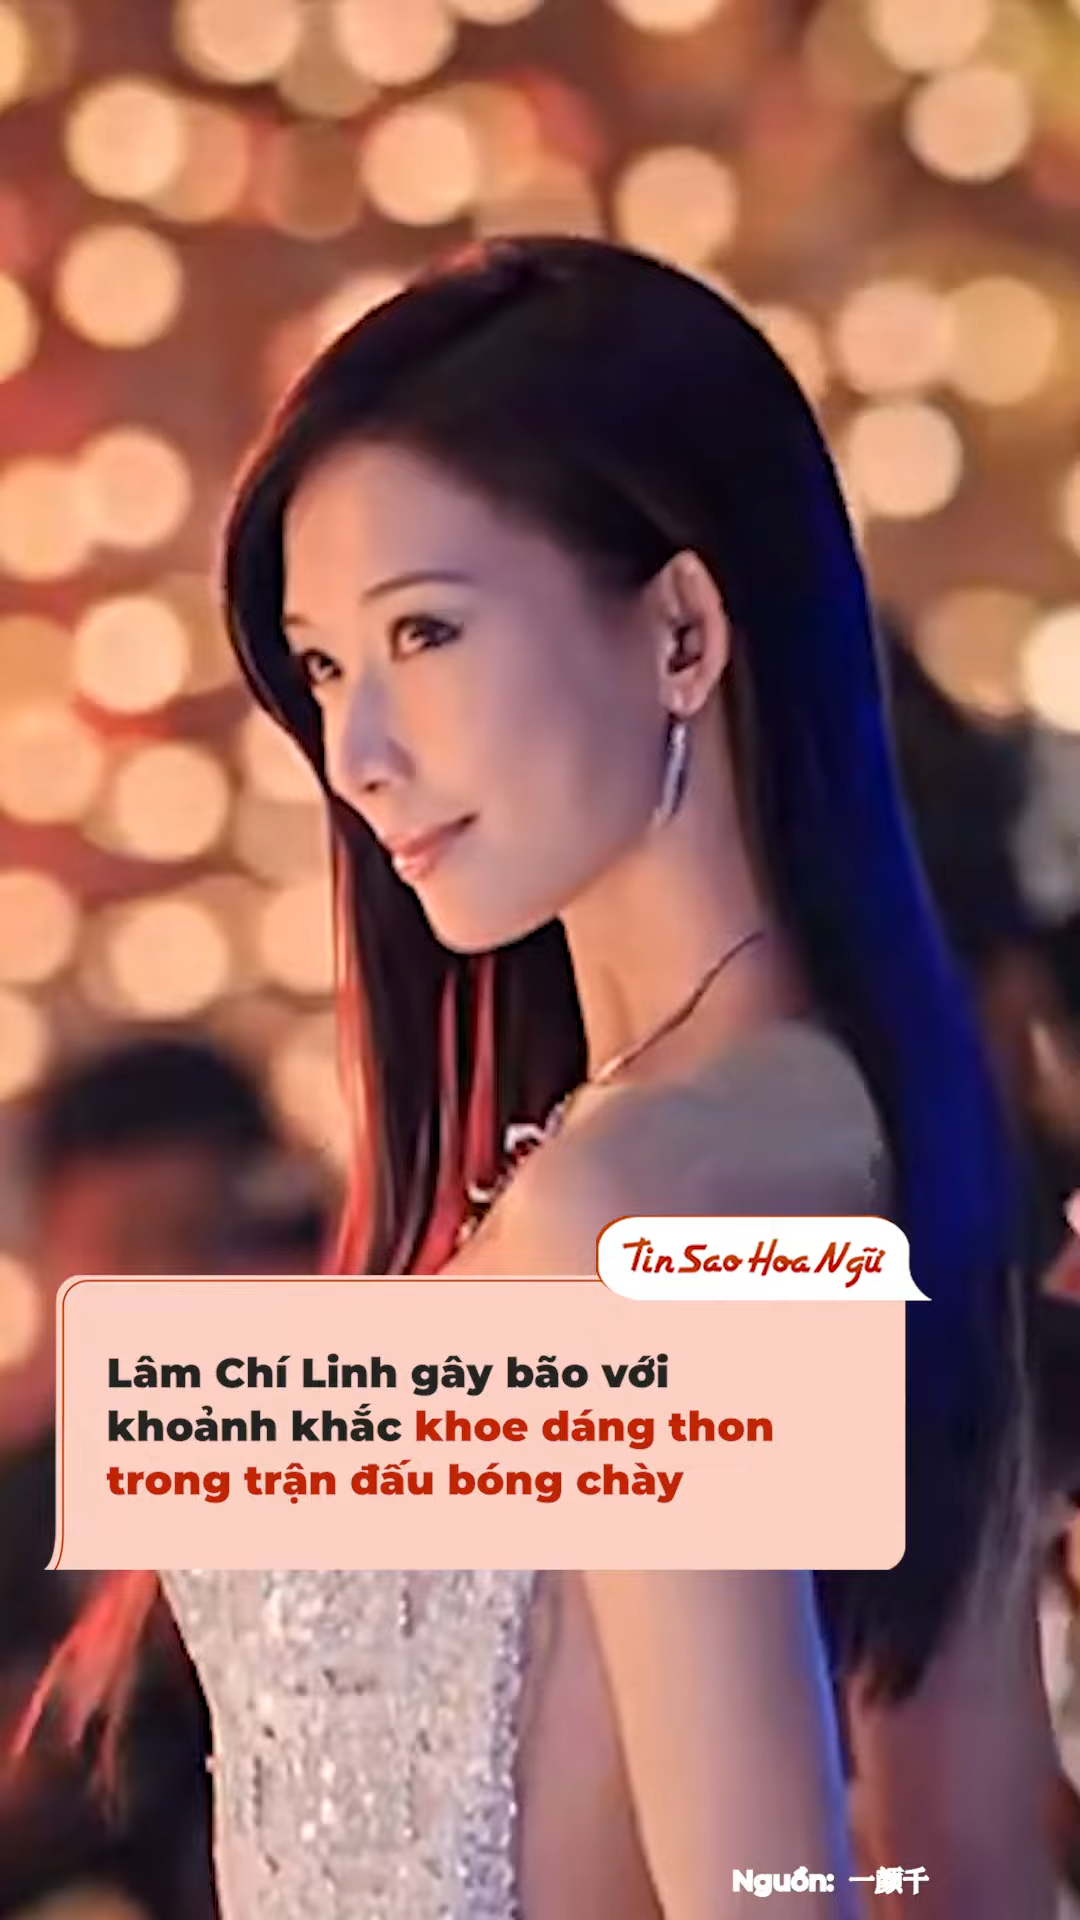 Tin Sao Hoa Ngữ
Lâm Chí Linh gây bão với
khoảnh khắc khoe dáng thon
trong trận đấu bóng chày
Nguồn: 一颜千